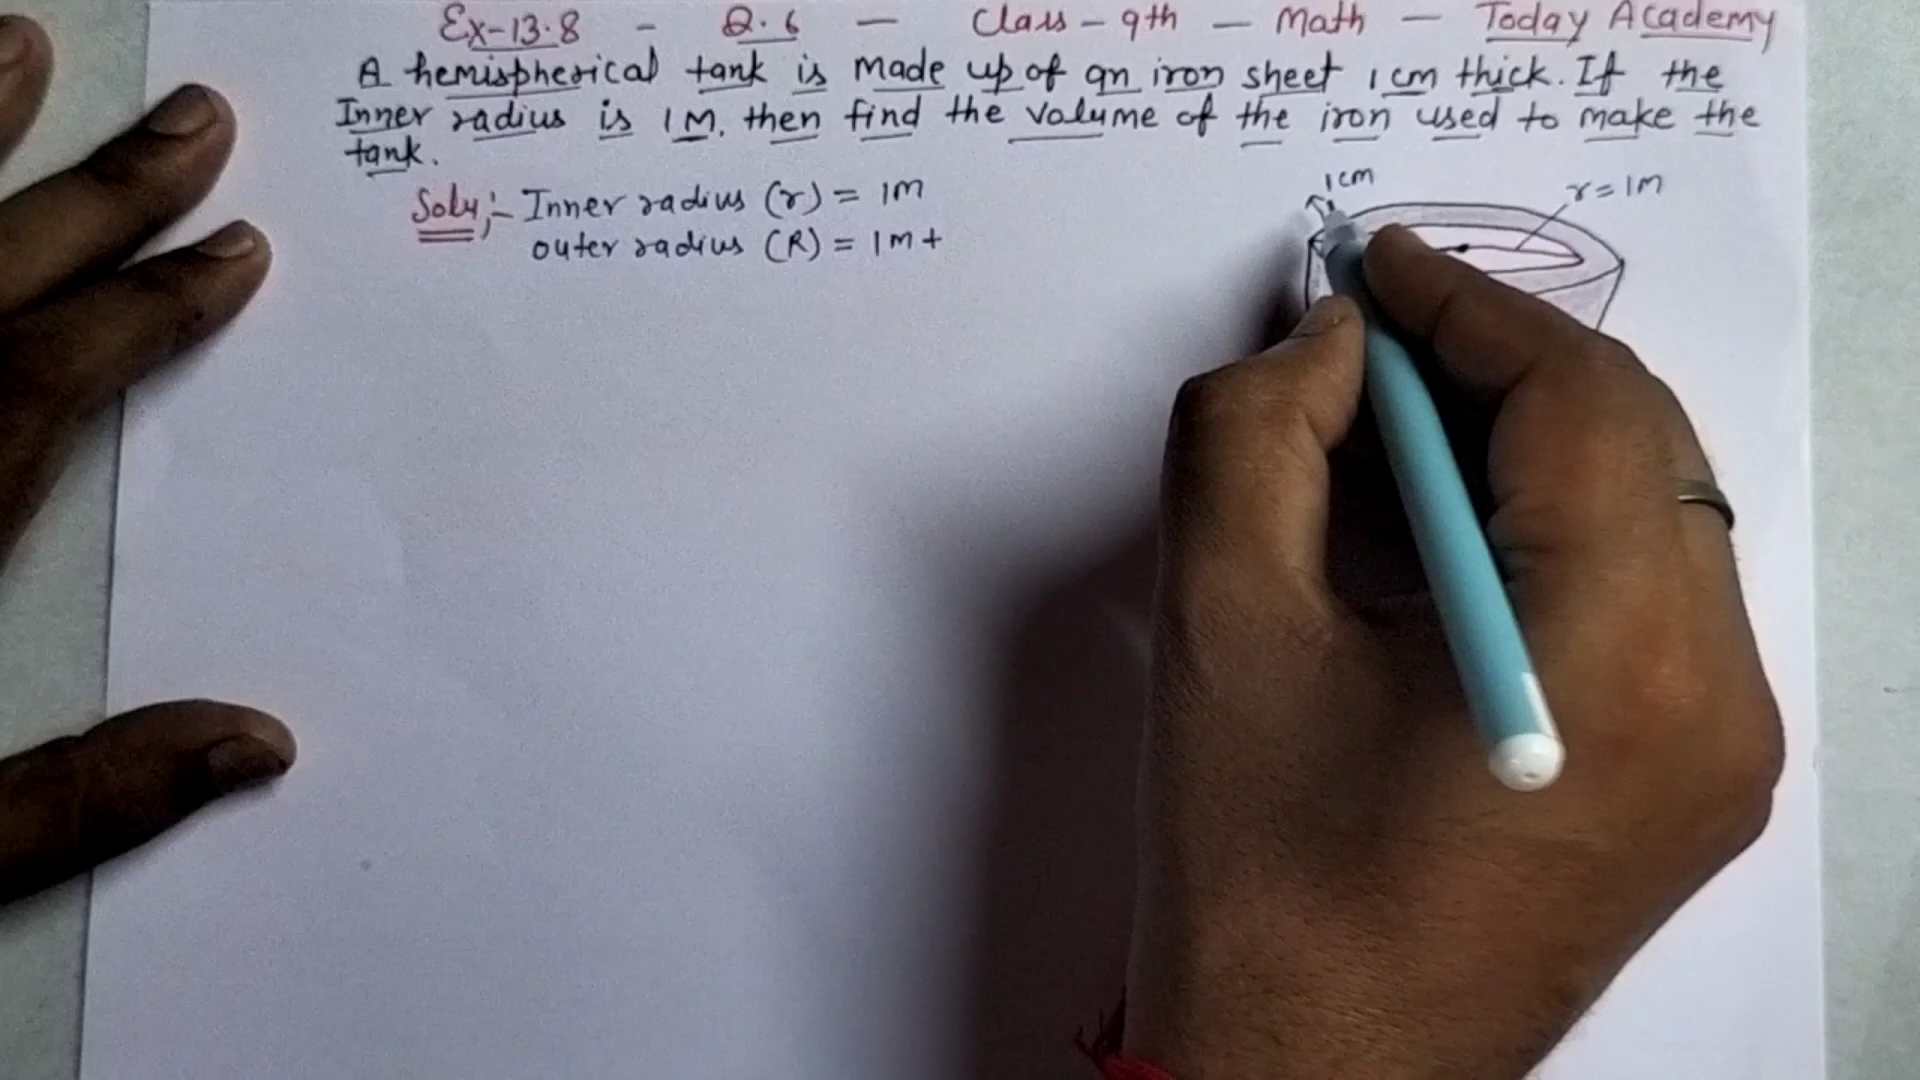 Ex-13.8 - Q.6 - Class - 9th - Math - Today Academy
A hemispherical tank is made up of an iron sheet 1cm thick. If the
Inner radius is 1M, then find the volume of the iron used to make the
tank.
Solu;- Inner radius (r) = 1M
outer radius (R) = 1M +
1cm
r = 1M